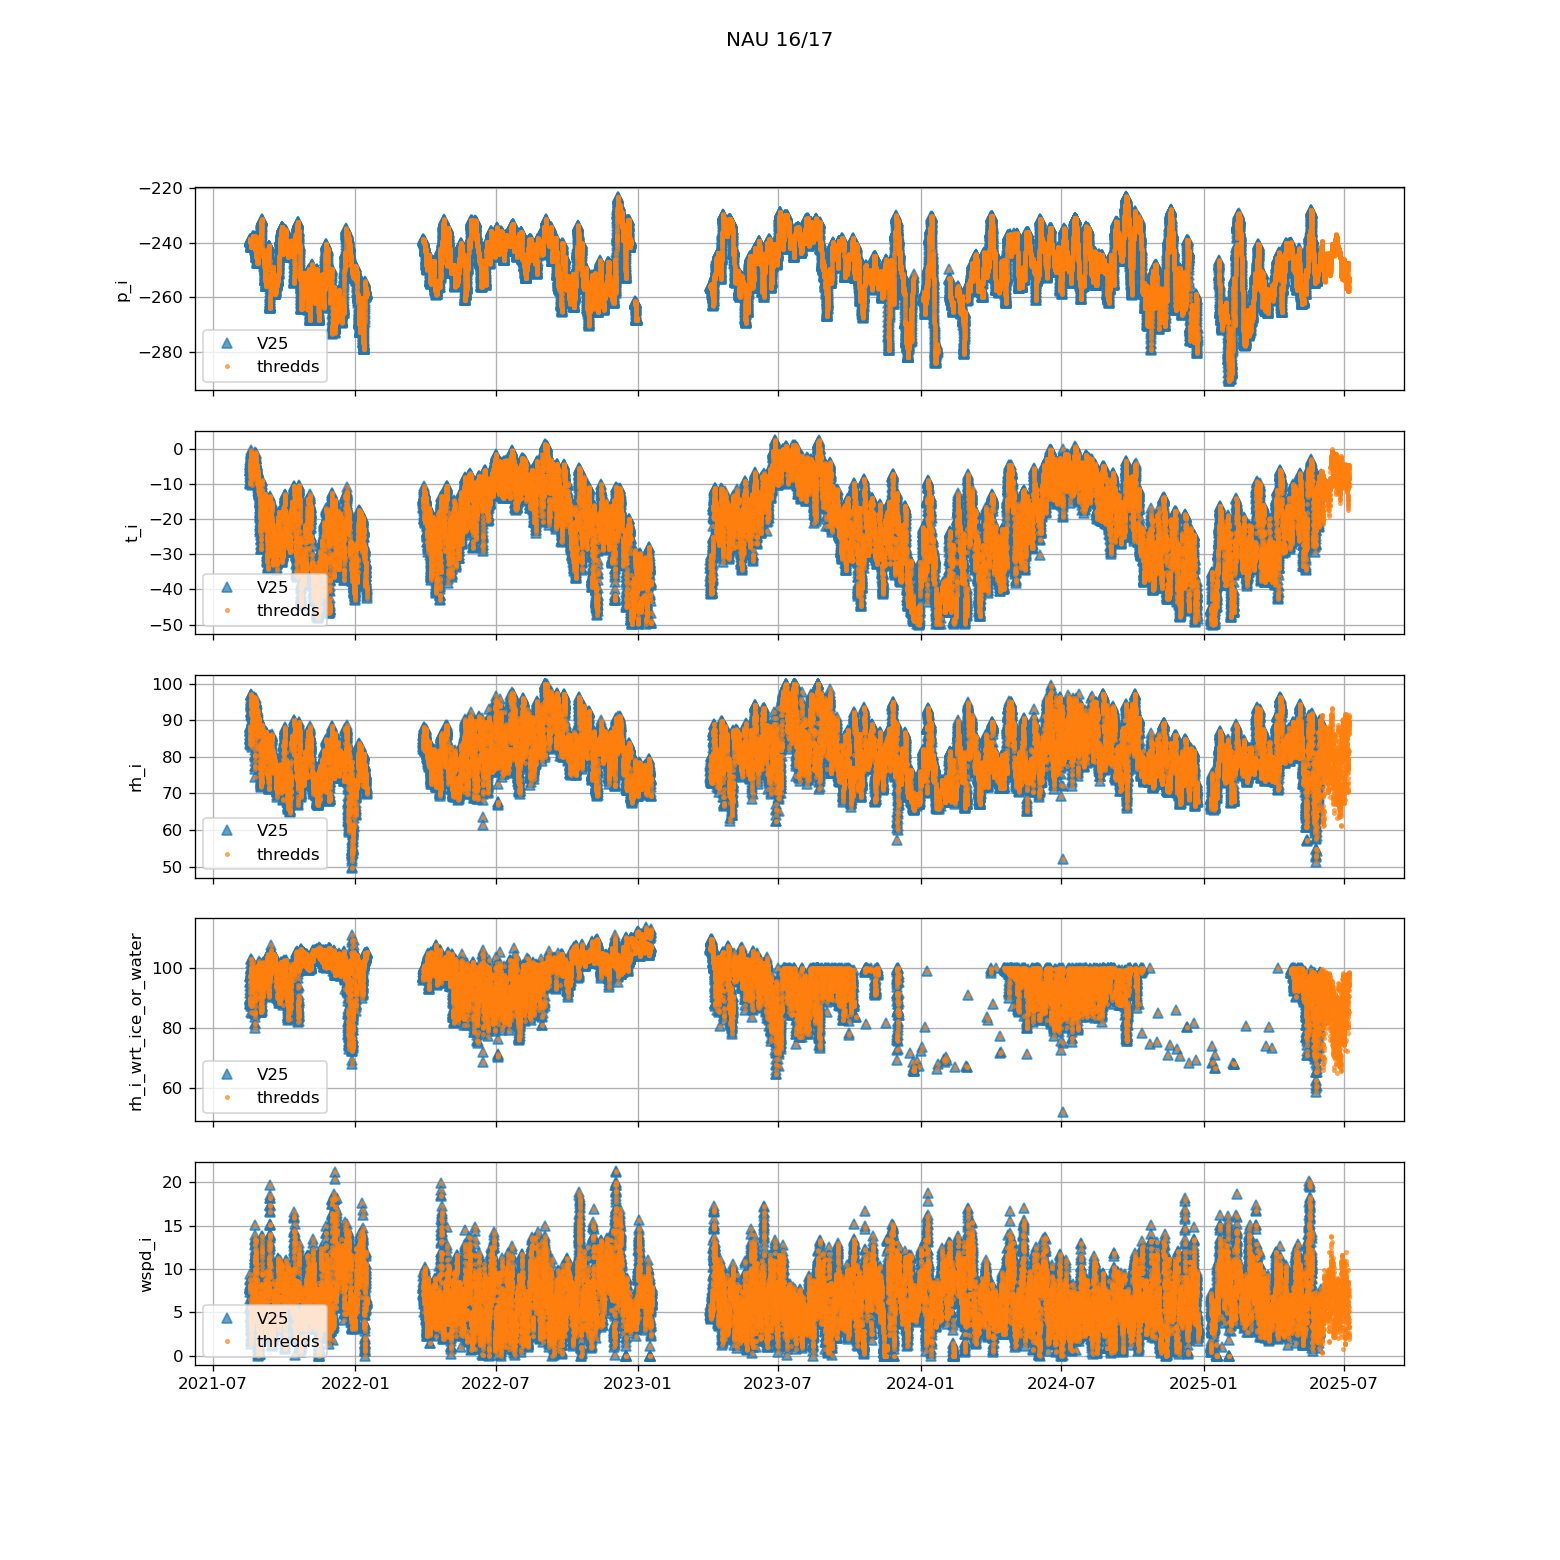 NAU 16/17
−220
−240
−260
−280
p_i
V25
thredds
0
−10
−20
−30
−40
−50
t_i
V25
thredds
100
90
80
70
60
50
rh_i
V25
thredds
100
80
60
rh_i_wrt_ice_or_water
V25
thredds
20
15
10
5
0
wspd_i
V25
thredds
2021-07
2022-01
2022-07
2023-01
2023-07
2024-01
2024-07
2025-01
2025-07